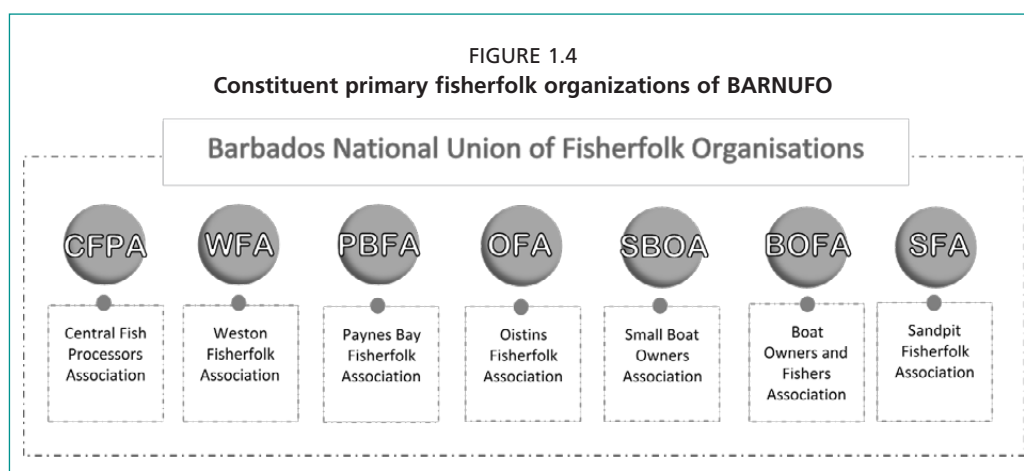 FIGURE 1.4
Constituent primary fisherfolk organizations of BARNUFO
Barbados National Union of Fisherfolk Organisations
CFPA
WFA
PBFA
OFA
SBOA
BOFA
SFA
Central Fish
Processors
Association
Weston
Fisherfolk
Association
Paynes Bay
Fisherfolk
Association
Oistins
Fisherfolk
Association
Small Boat
Owners
Association
Boat
Owners and
Fishers
Association
Sandpit
Fisherfolk
Association